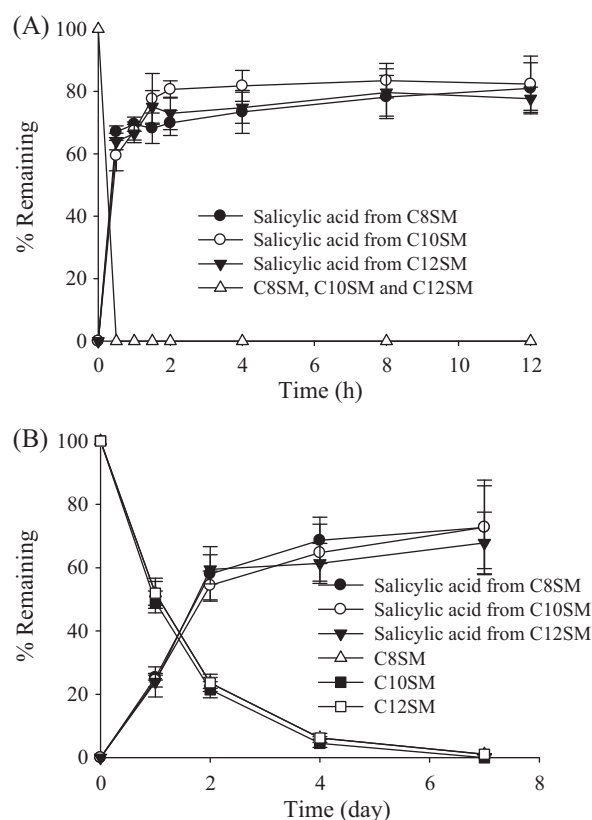 (A)
100
80
60
40
20
0
% Remaining
Salicylic acid from C8SM
Salicylic acid from C10SM
Salicylic acid from C12SM
C8SM, C10SM and C12SM
0 2 4 6 8 10 12
Time (h)
(B)
100
80
60
40
20
0
% Remaining
Salicylic acid from C8SM
Salicylic acid from C10SM
Salicylic acid from C12SM
C8SM
C10SM
C12SM
0 2 4 6 8
Time (day)